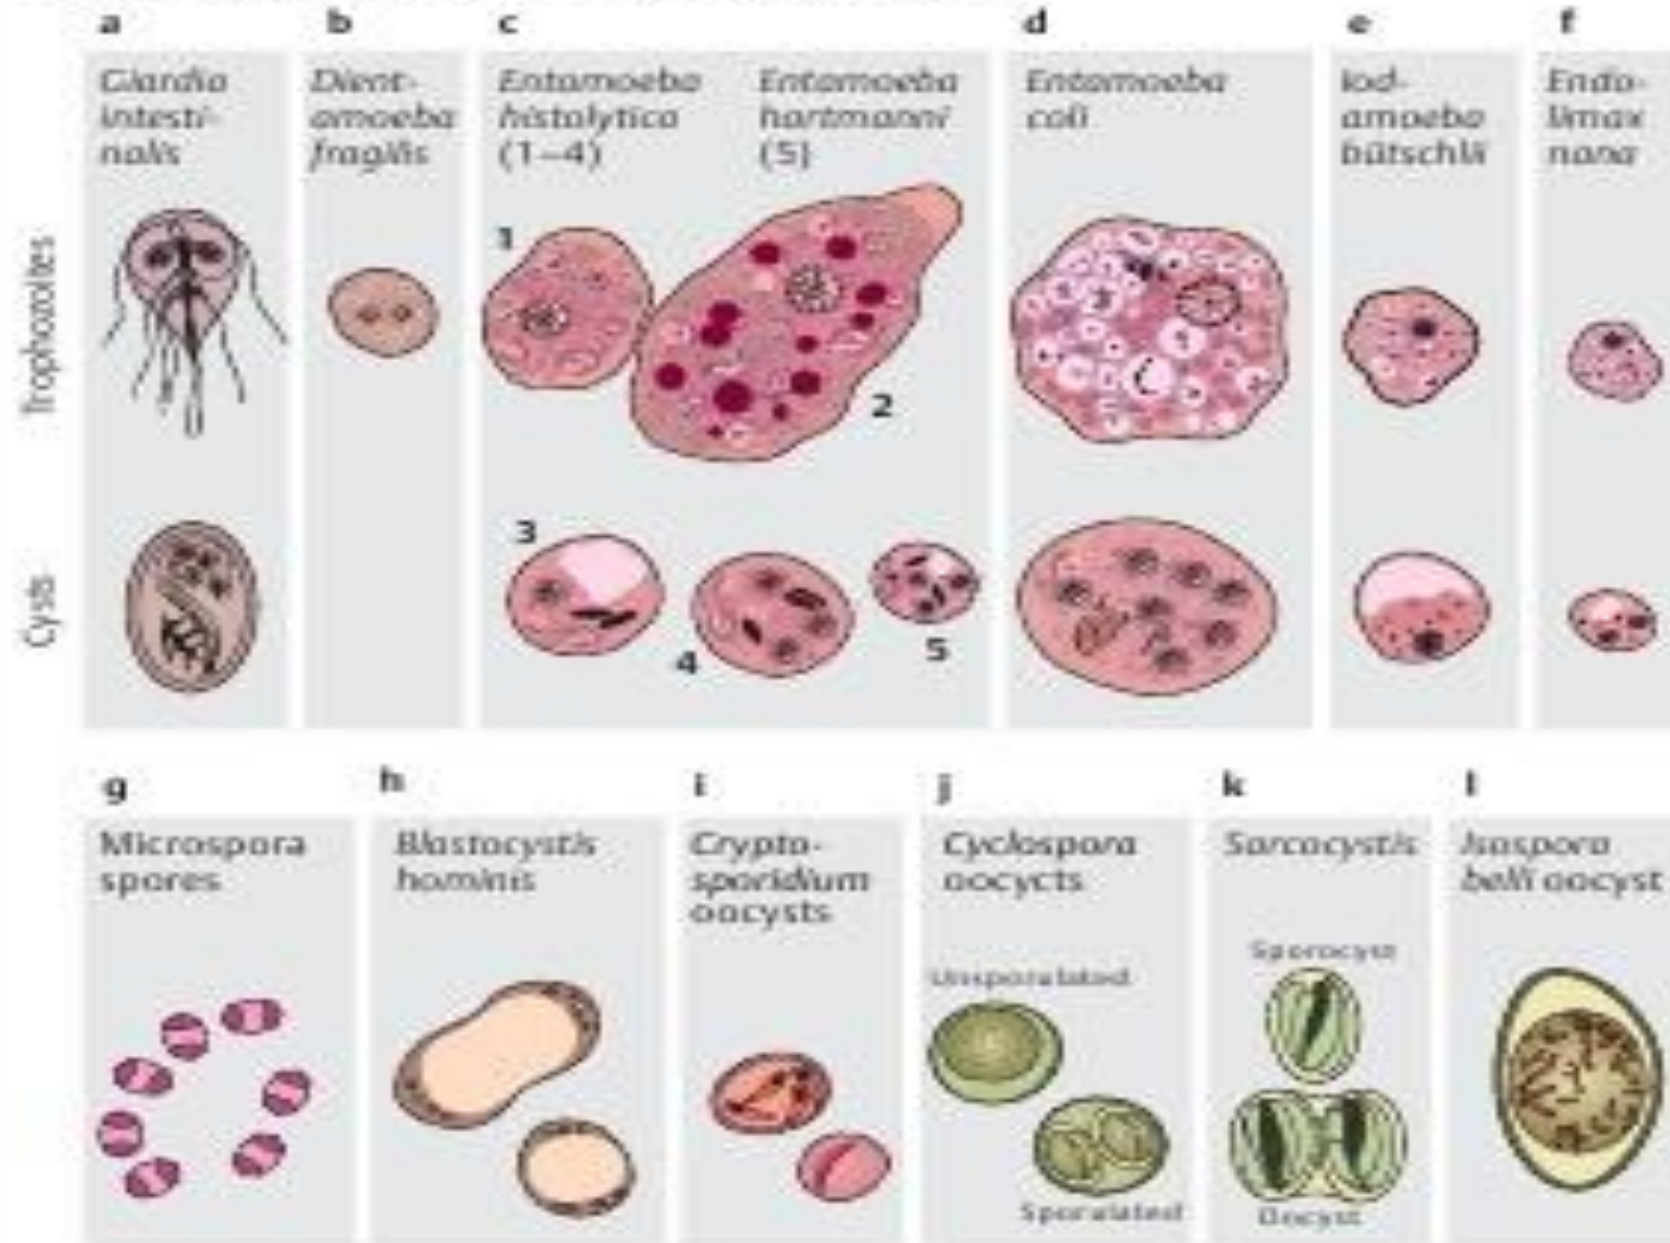 a
Giardia
intesti-
nalis
b
Dient-
amoeba
fragilis
c
Entamoeba
histolytica
(1–4)
Entamoeba
hartmanni
(5)
d
Entamoeba
coli
e
Iod-
amoeba
bütschlii
f
Endo-
limax
nana
Trophozoites
1
2
Cysts
3
4
5
g
Microspora
spores
h
Blastocystis
hominis
i
Crypto-
sporidium
oocysts
j
Cyclospora
oocycts
Unsporulated
Sporulated
k
Sarcocystis
Sporocyst
Oocyst
l
Isospora
belli oocyst